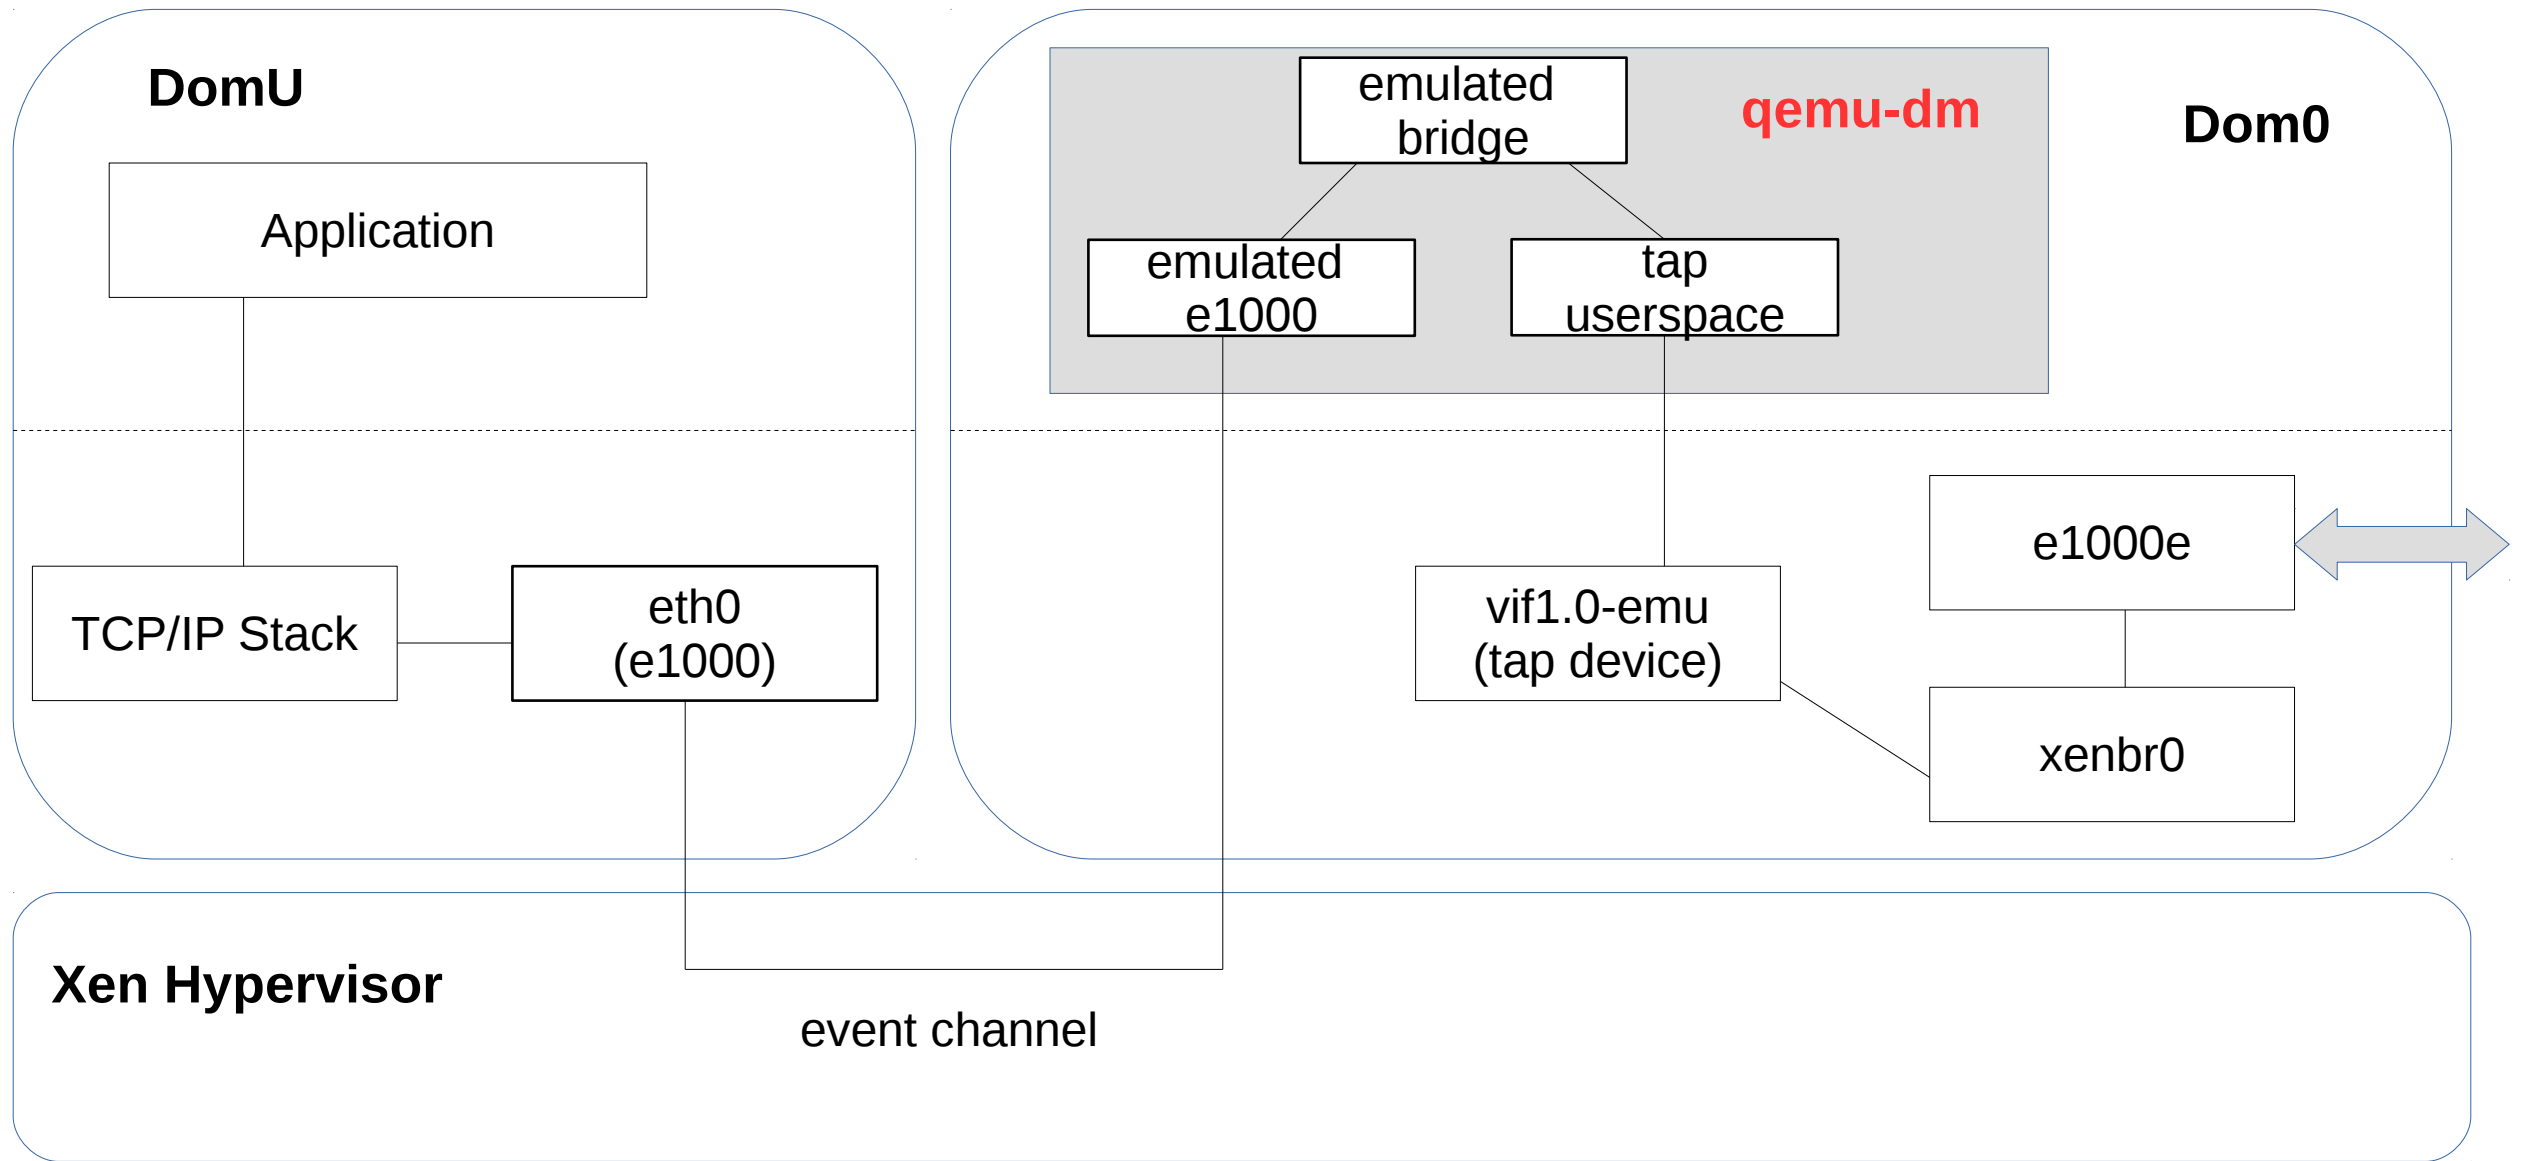 DomU
Application
TCP/IP Stack
eth0
(e1000)
emulated
bridge
qemu-dm
Dom0
emulated
e1000
tap
userspace
vif1.0-emu
(tap device)
e1000e
xenbr0
Xen Hypervisor
event channel